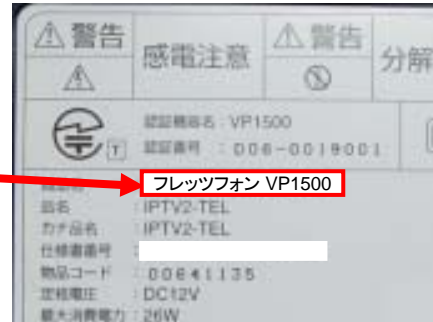 警告
感電注意
警告
分解
認証機器名 : VP1500
T
認証番号 : 006-0019001
フレッツフォン VP1500
品名 : IPTV2-TEL
カナ品名 : IPTV2-TEL
仕様書番号
物品コード : 00641135
定格電圧 : DC12V
最大消費電力 : 26W